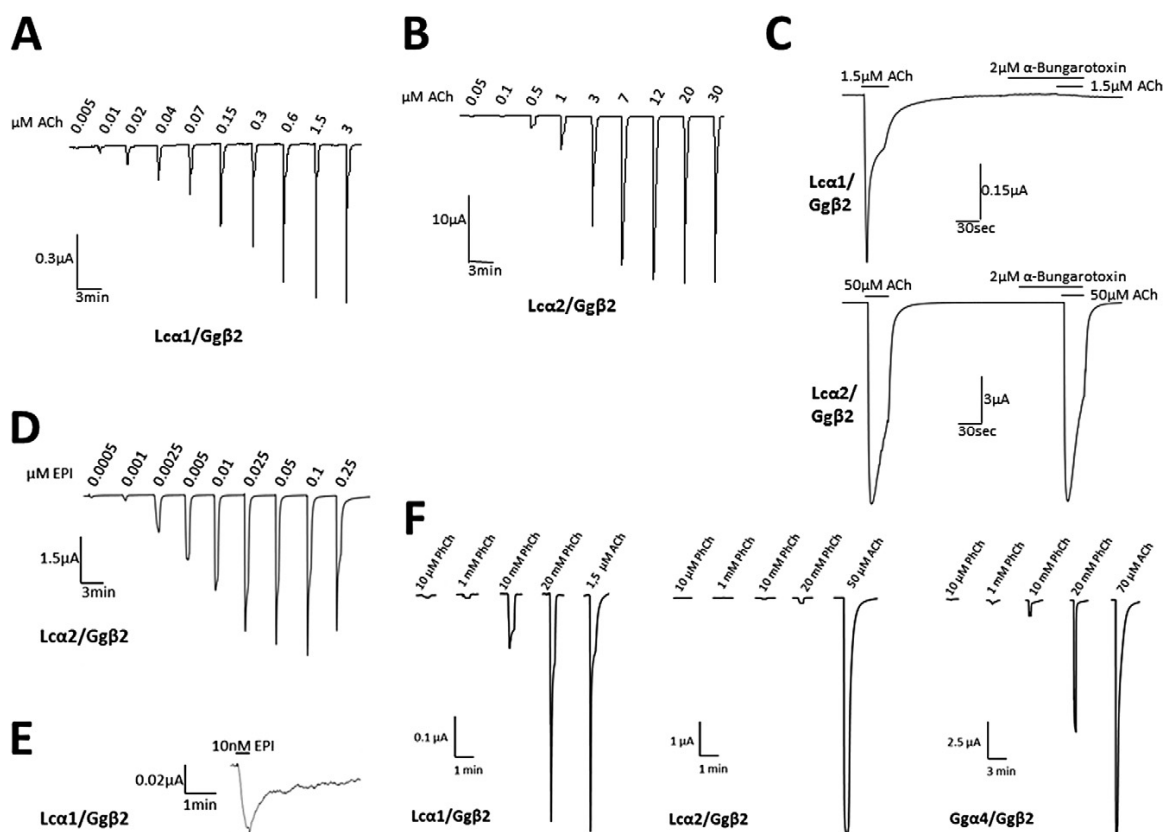 A
μM ACh
0.005
0.01
0.02
0.04
0.07
0.15
0.3
0.6
1.5
3
0.3μA
3min
Lcα1/Ggβ2
B
μM ACh
0.05
0.1
0.5
1
3
7
12
20
30
10μA
3min
Lcα2/Ggβ2
C
1.5μM ACh
2μM α-Bungarotoxin
1.5μM ACh
Lcα1/
Ggβ2
0.15μA
30sec
50μM ACh
2μM α-Bungarotoxin
50μM ACh
Lcα2/
Ggβ2
3μA
30sec
D
μM EPI
0.0005
0.001
0.0025
0.005
0.01
0.025
0.05
0.1
0.25
1.5μA
3min
Lcα2/Ggβ2
E
10nM EPI
0.02μA
1min
Lcα1/Ggβ2
F
10 μM PhCh
1 mM PhCh
10 mM PhCh
20 mM PhCh
1,5 μM ACh
0.1 μA
1 min
Lcα1/Ggβ2
10 μM PhCh
1 mM PhCh
10 mM PhCh
20 mM PhCh
50 μM ACh
1 μA
1 min
Lcα2/Ggβ2
10 μM PhCh
1 mM PhCh
10 mM PhCh
20 mM PhCh
70 μM ACh
2.5 μA
3 min
Ggα4/Ggβ2